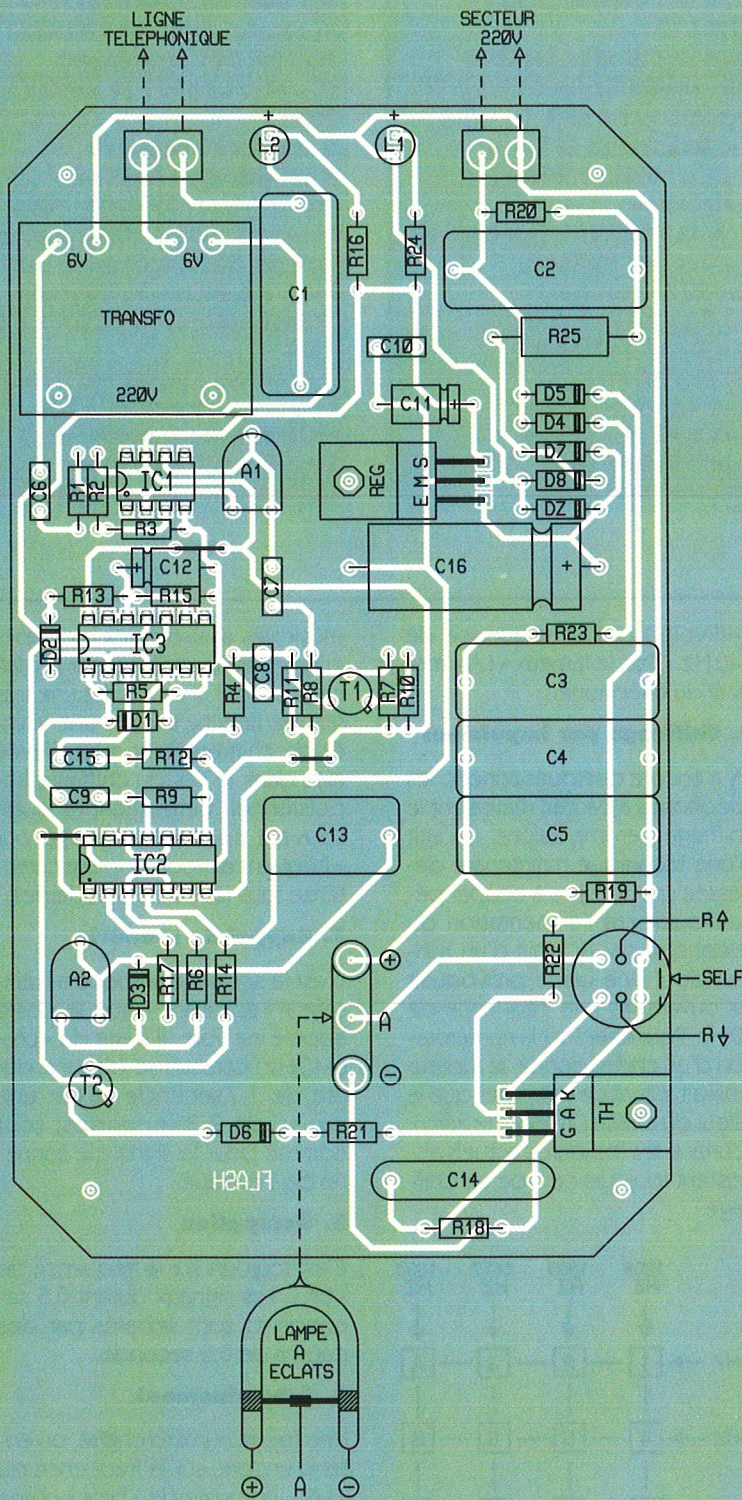 LIGNE
TELEPHONIQUE
SECTEUR
220V
+
+
L2
L1
R20
R16
R24
6V
6V
C1
C2
TRANSFO
R25
C10
220V
D5
C11
+
D4
A1
D7
REG
E M S
C6
R1
R2
IC1
D8
R3
DZ
+
C12
C16
+
R13
R15
C7
D2
IC3
R23
C8
R5
R4
R11
R8
T1
R7
R10
C3
D1
C15
R12
C4
C9
R9
C13
C5
IC2
R19
R
+
R22
A2
D3
R17
R6
R14
A
SELF
R
T2
-
G A K
TH
D6
R21
FLASH
C14
R18
LAMPE
A
ECLATS
+
A
-